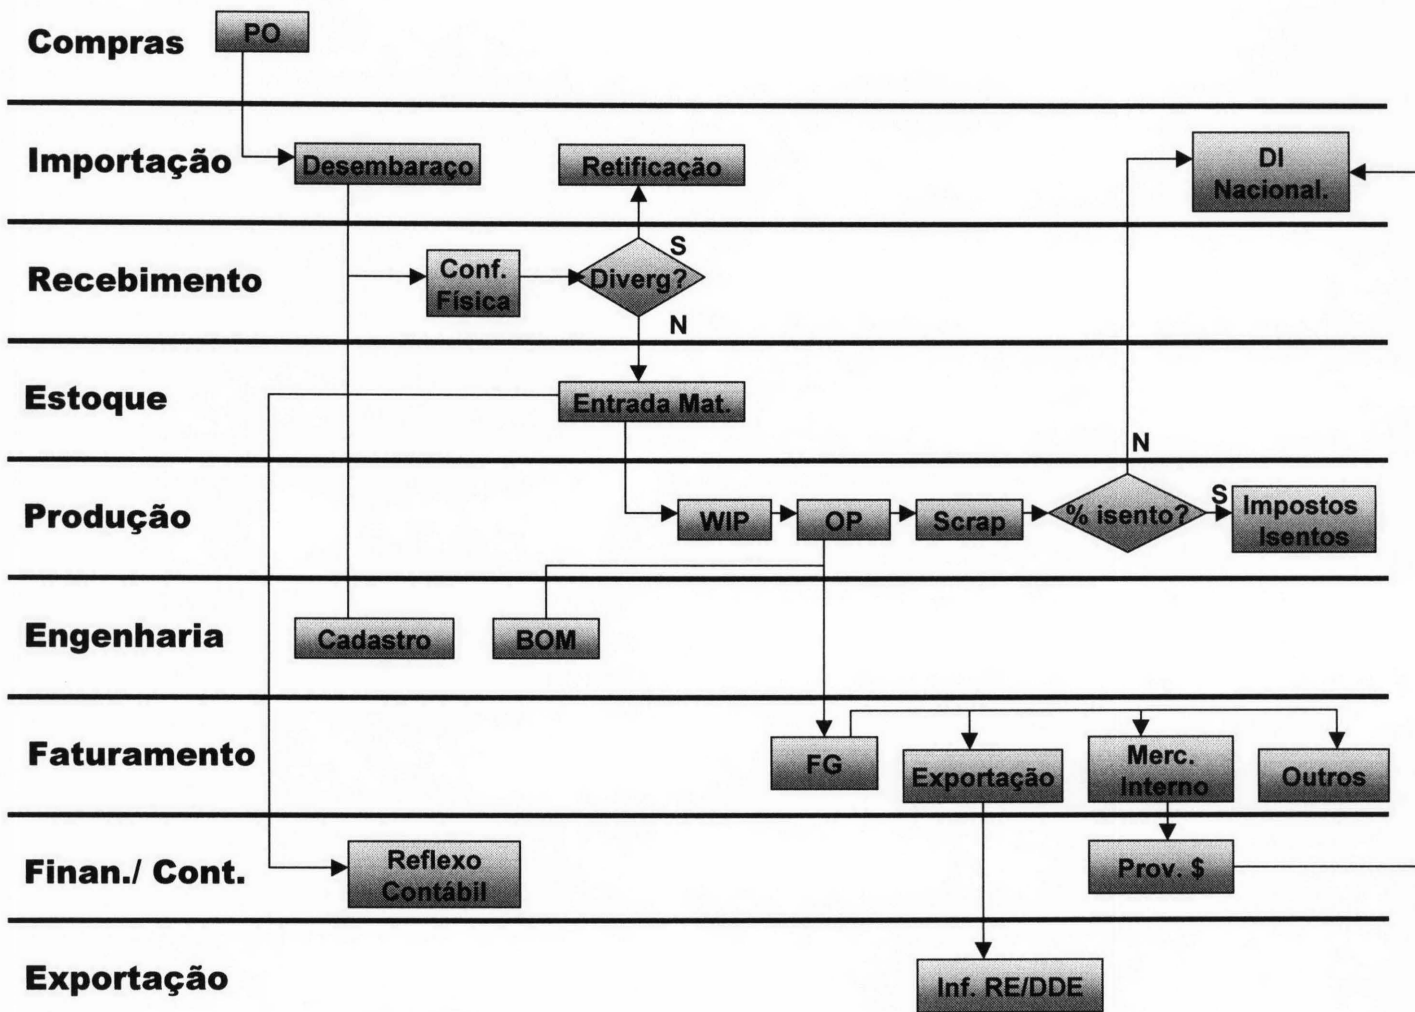 Compras
PO
Importação
Desembaraço
Retificação
DI
Nacional.
Recebimento
Conf.
Física
Diverg?
S
N
Estoque
Entrada Mat.
N
Produção
WIP
OP
Scrap
% isento?
S
Impostos
Isentos
Engenharia
Cadastro
BOM
Faturamento
FG
Exportação
Merc.
Interno
Outros
Finan./ Cont.
Reflexo
Contábil
Prov. $
Exportação
Inf. RE/DDE